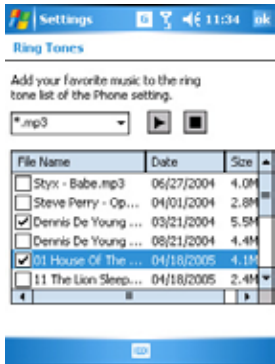 Settings 11:34 ok
Ring Tones
Add your favorite music to the ring
tone list of the Phone setting.
*.mp3
File Name Date Size
Styx - Babe.mp3 06/27/2004 4.0M
Steve Perry - Op... 04/01/2004 2.8M
Dennis De Young ... 03/21/2004 5.5M
Dennis De Young ... 08/21/2004 4.4M
01 House Of The ... 04/18/2005 4.1M
11 The Lion Sleep... 04/18/2005 2.4M